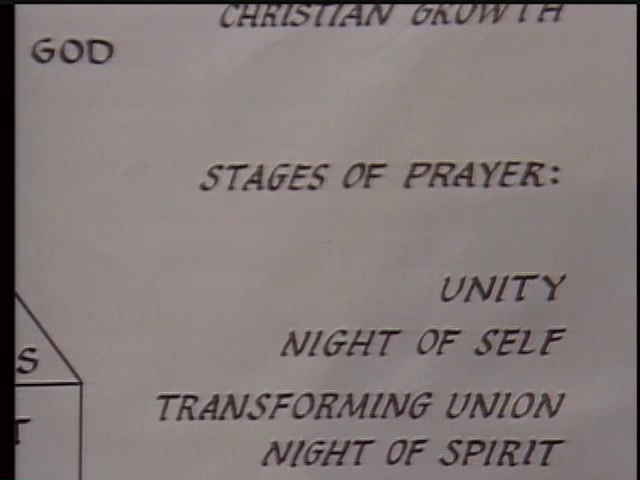 CHRISTIAN GROWTH
GOD
STAGES OF PRAYER:
UNITY
NIGHT OF SELF
S
TRANSFORMING UNION
T
NIGHT OF SPIRIT